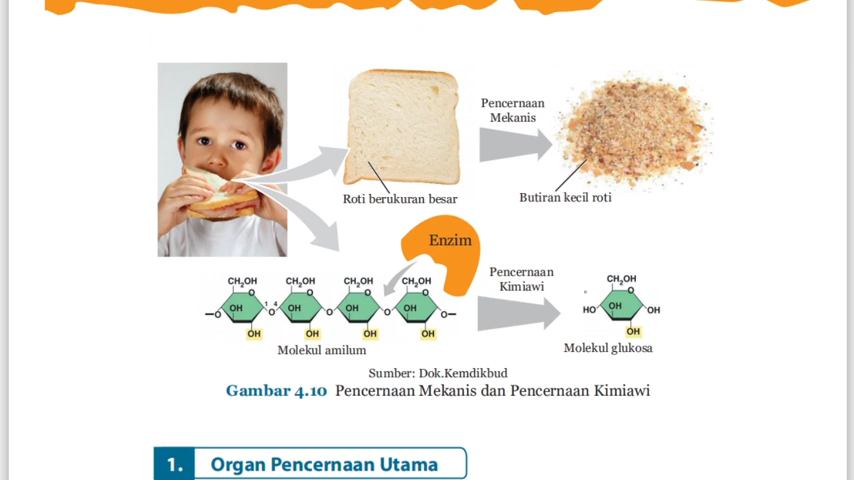 Pencernaan
Mekanis
Roti berukuran besar
Butiran kecil roti
Enzim
CH₂OH CH₂OH CH₂OH CH₂OH
O O O O
OH 1 4 OH OH OH
O O O O O
OH OH OH OH
Molekul amilum
Pencernaan
Kimiawi
CH₂OH
O
HO OH OH
OH
Molekul glukosa
Sumber: Dok.Kemdikbud
Gambar 4.10 Pencernaan Mekanis dan Pencernaan Kimiawi
1. Organ Pencernaan Utama